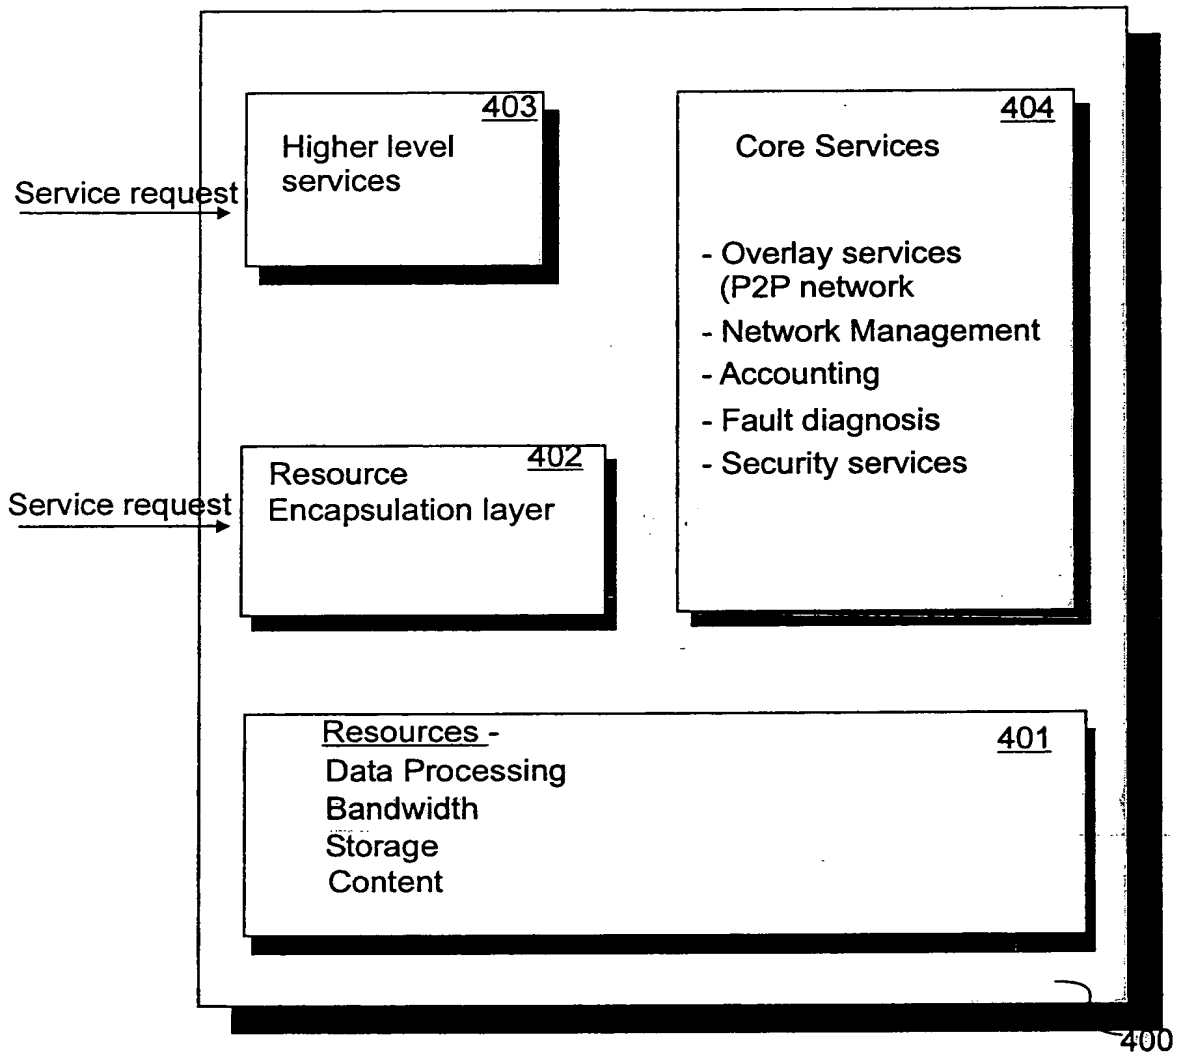 403
Higher level
services
Service request
404
Core Services
- Overlay services
(P2P network
- Network Management
- Accounting
- Fault diagnosis
- Security services
402
Resource
Encapsulation layer
Service request
Resources -
401
Data Processing
Bandwidth
Storage
Content
400